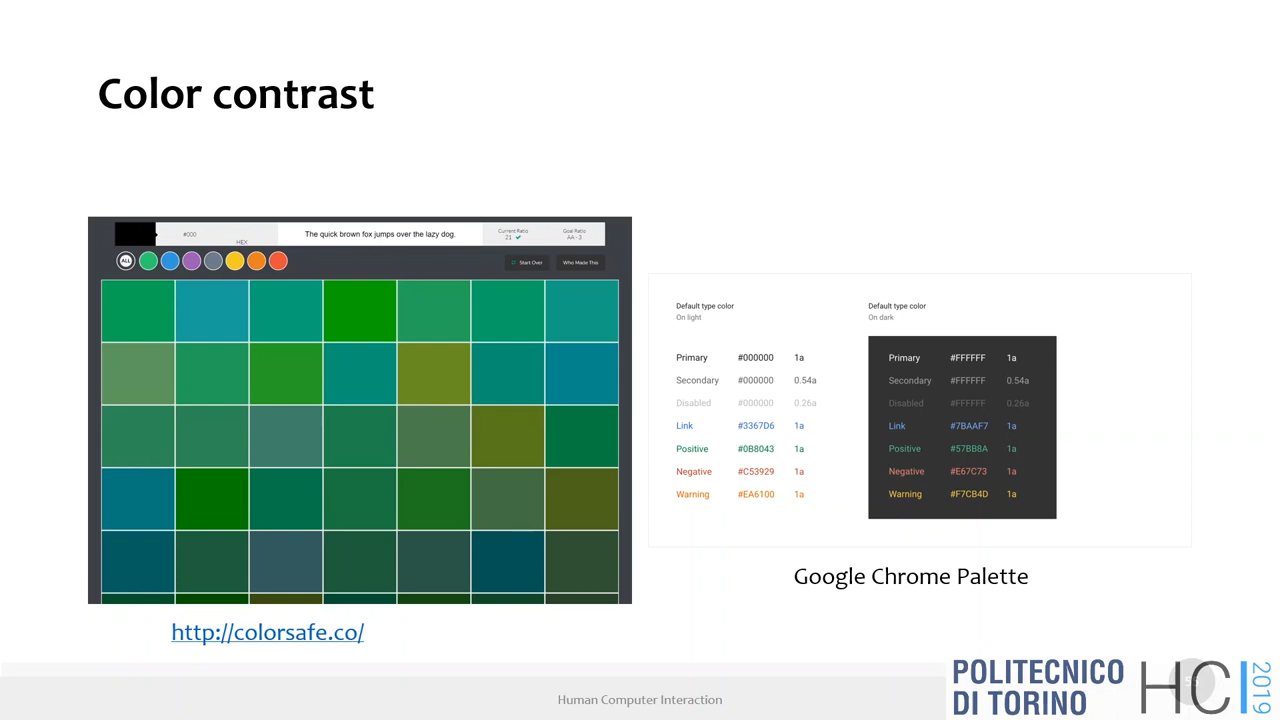 Color contrast
#000
HEX
The quick brown fox jumps over the lazy dog.
Current Ratio
21
Goal Ratio
AA - 3
ALL
Start Over
Who Made This
http://colorsafe.co/
Default type color
On light
Primary #000000 1a
Secondary #000000 0.54a
Disabled #000000 0.26a
Link #3367D6 1a
Positive #0B8043 1a
Negative #C53929 1a
Warning #EA6100 1a
Default type color
On dark
Primary #FFFFFF 1a
Secondary #FFFFFF 0.54a
Disabled #FFFFFF 0.26a
Link #7BAAF7 1a
Positive #57BB8A 1a
Negative #E67C73 1a
Warning #F7CB4D 1a
Google Chrome Palette
Human Computer Interaction
POLITECNICO
DI TORINO
HCI
2019